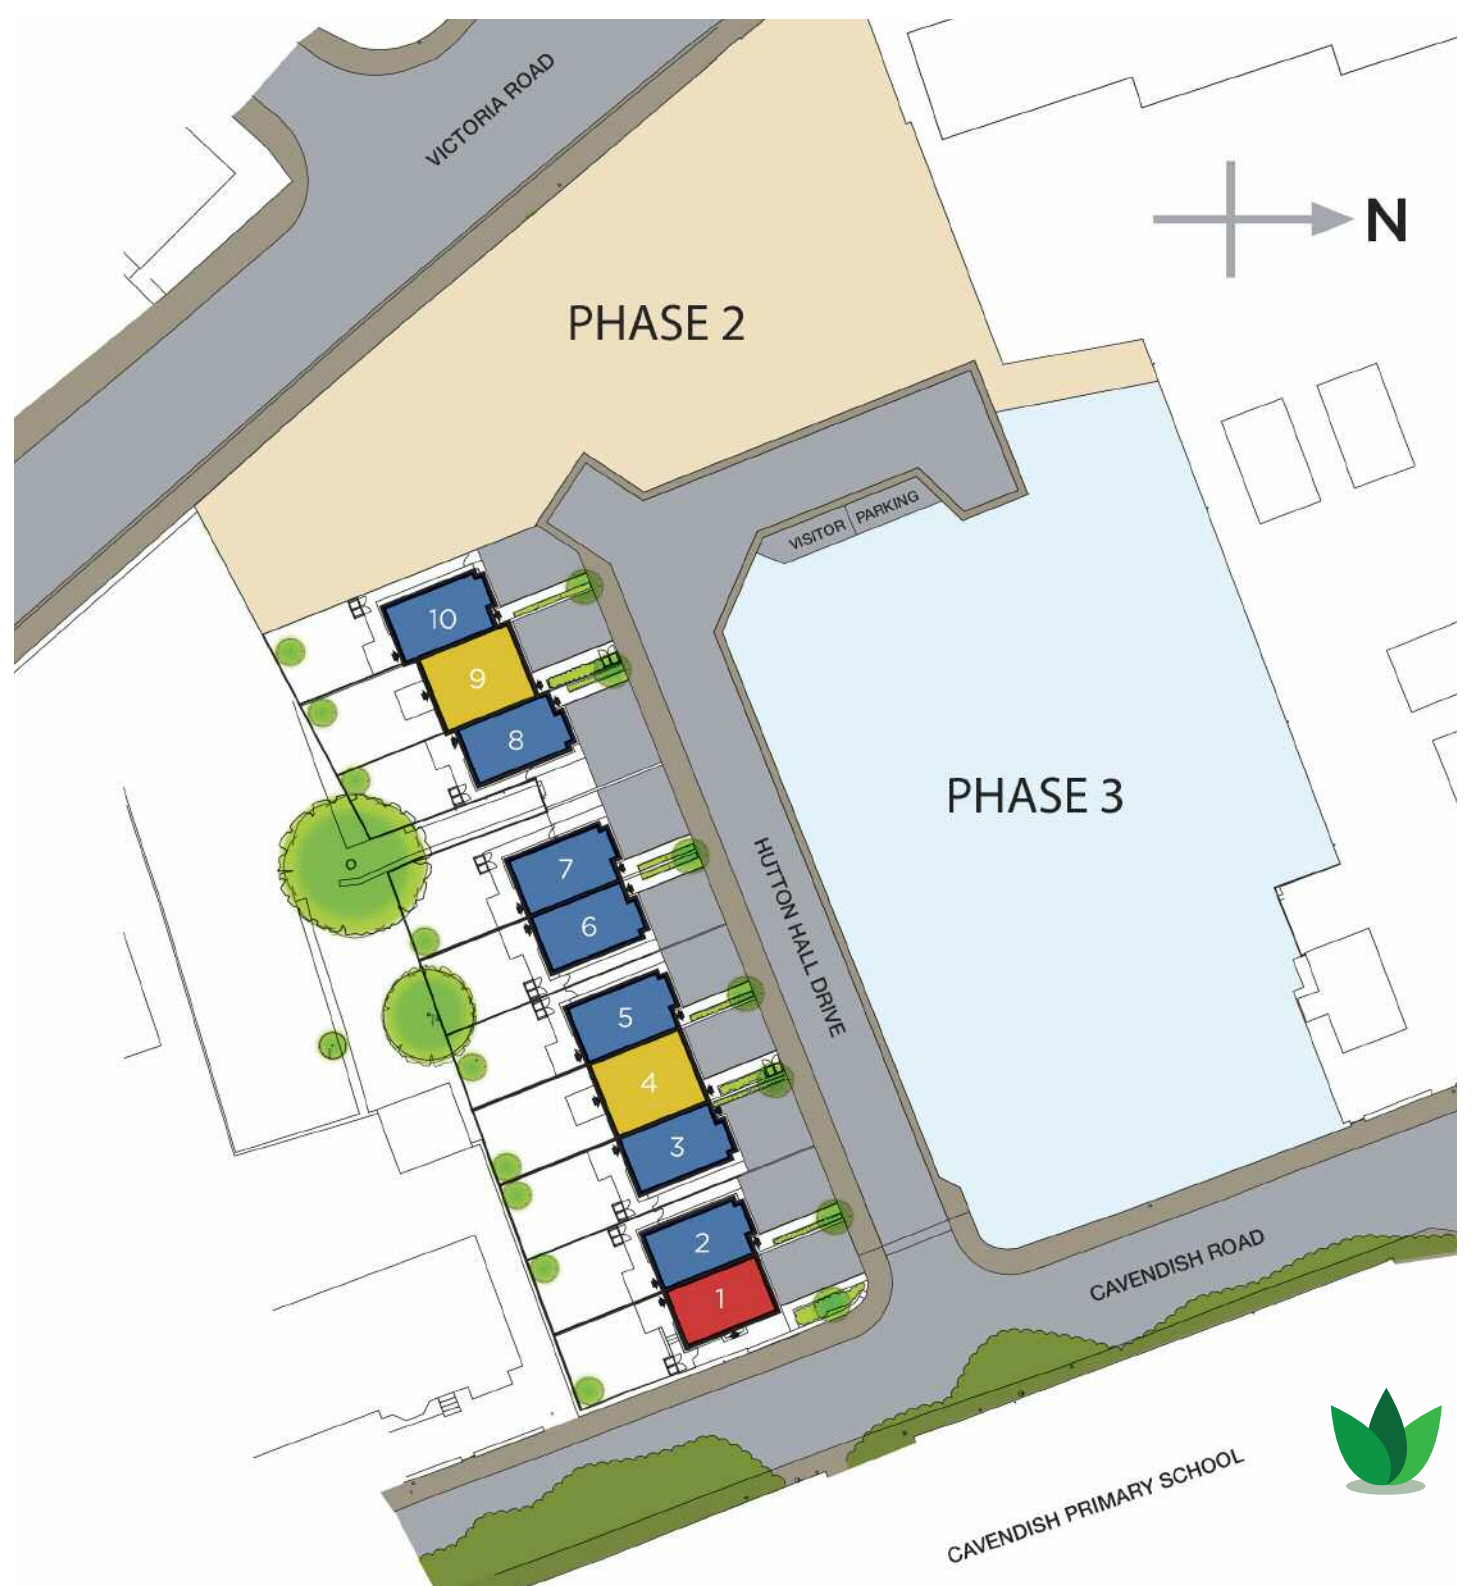 VICTORIA ROAD
N
PHASE 2
VISITOR PARKING
10
9
8
PHASE 3
7
6
HUTTON HALL DRIVE
5
4
3
2
1
CAVENDISH ROAD
CAVENDISH PRIMARY SCHOOL